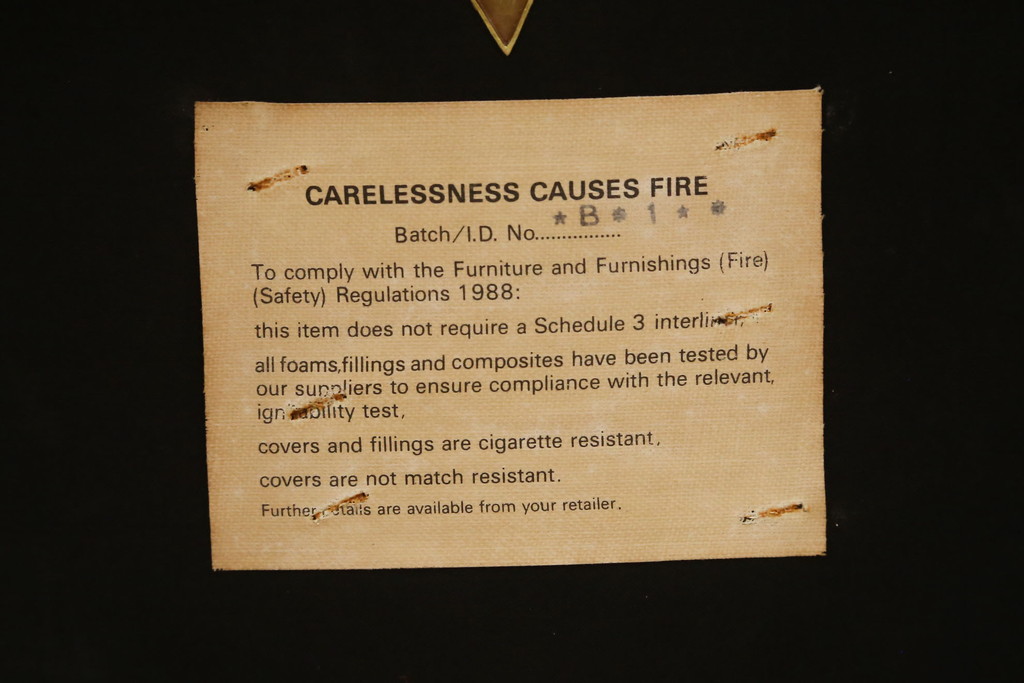 CARELESSNESS CAUSES FIRE
* B * 1 * *
Batch/I.D. No................
To comply with the Furniture and Furnishings (Fire)
(Safety) Regulations 1988:
this item does not require a Schedule 3 interliner,
all foams,fillings and composites have been tested by
our suppliers to ensure compliance with the relevant,
ignitability test,
covers and fillings are cigarette resistant,
covers are not match resistant.
Further details are available from your retailer.